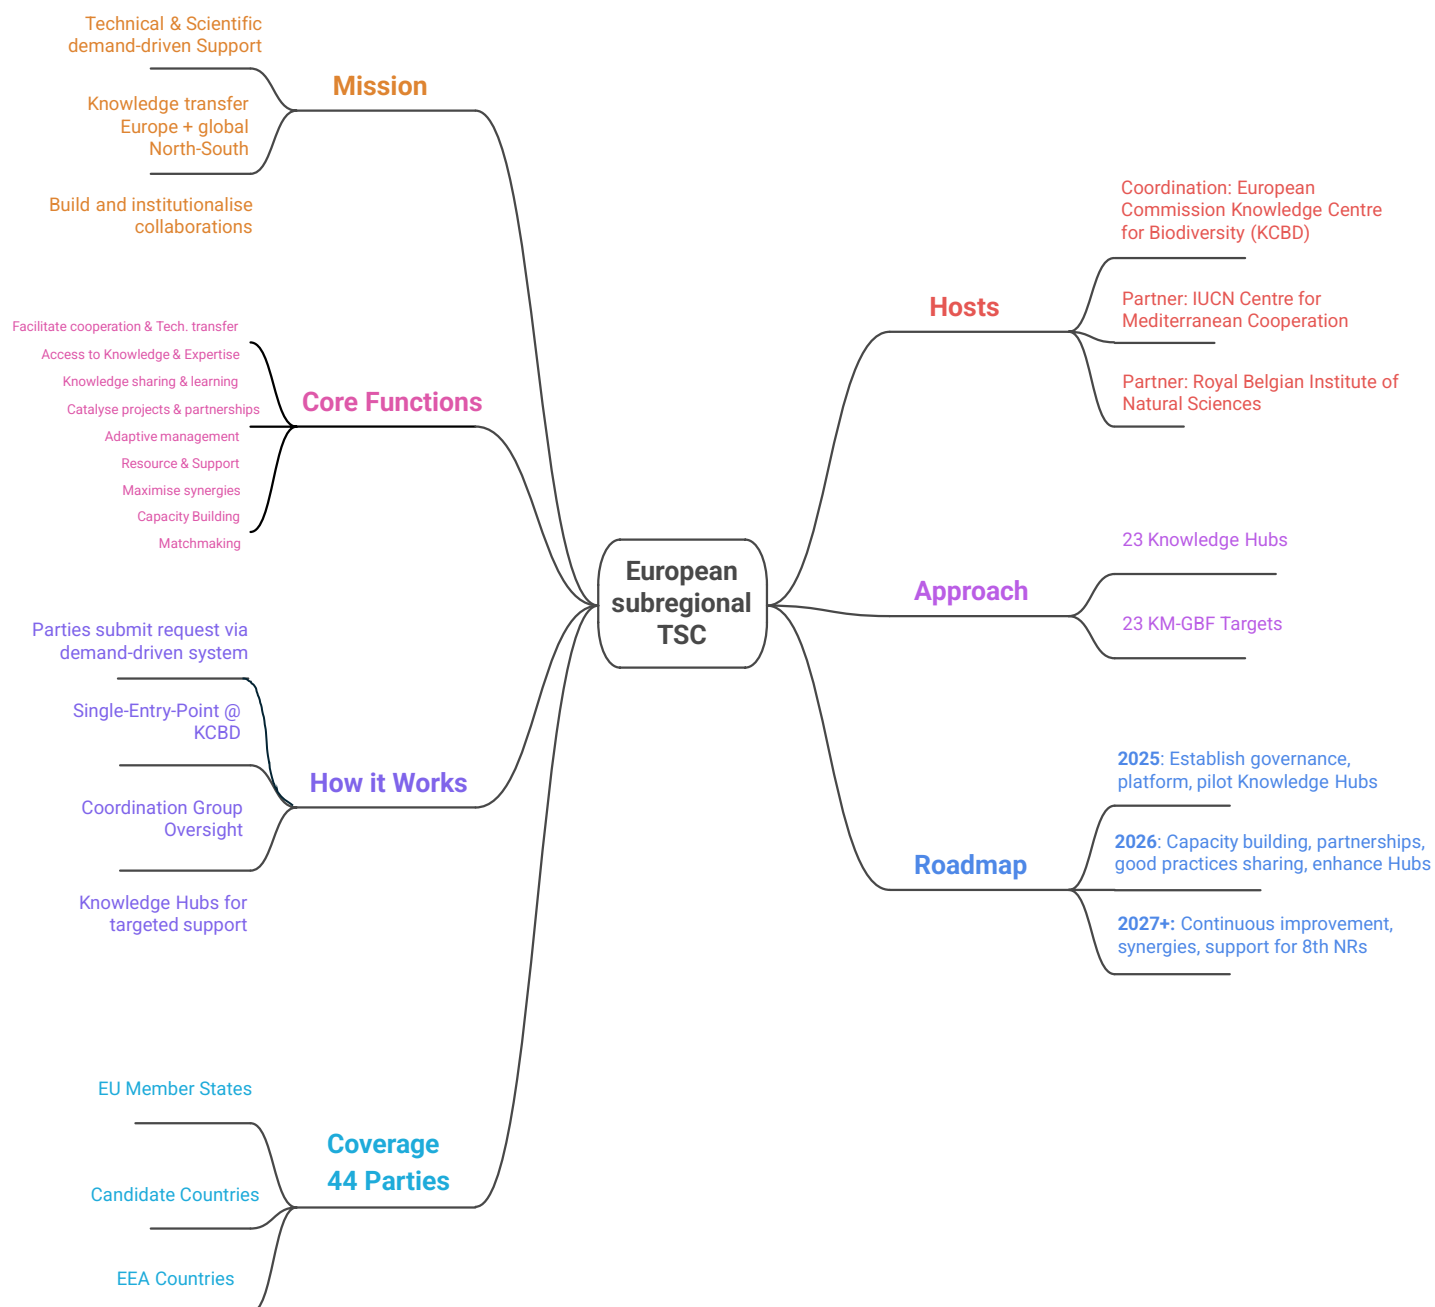 Technical & Scientific
demand-driven Support
Mission
Knowledge transfer
Europe + global
North-South
Build and institutionalise
collaborations
Facilitate cooperation & Tech. transfer
Access to Knowledge & Expertise
Knowledge sharing & learning
Core Functions
Catalyse projects & partnerships
Adaptive management
Resource & Support
Maximise synergies
Capacity Building
Matchmaking
Parties submit request via
demand-driven system
Single-Entry-Point @
KCBD
How it Works
Coordination Group
Oversight
Knowledge Hubs for
targeted support
EU Member States
Coverage
44 Parties
Candidate Countries
EEA Countries
European
subregional
TSC
Coordination: European
Commission Knowledge Centre
for Biodiversity (KCBD)
Hosts
Partner: IUCN Centre for
Mediterranean Cooperation
Partner: Royal Belgian Institute of
Natural Sciences
23 Knowledge Hubs
Approach
23 KM-GBF Targets
2025: Establish governance,
platform, pilot Knowledge Hubs
Roadmap
2026: Capacity building, partnerships,
good practices sharing, enhance Hubs
2027+: Continuous improvement,
synergies, support for 8th NRs